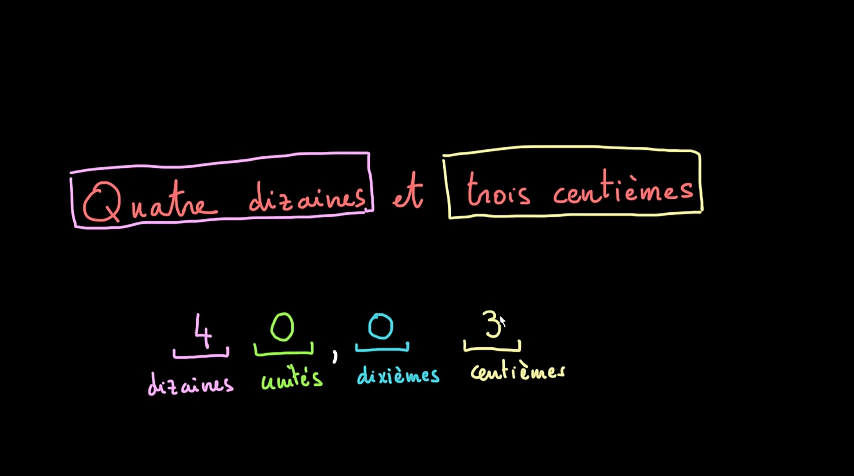 Quatre dizaines et trois centièmes
4 0 , 0 3
dizaines unités dixièmes centièmes